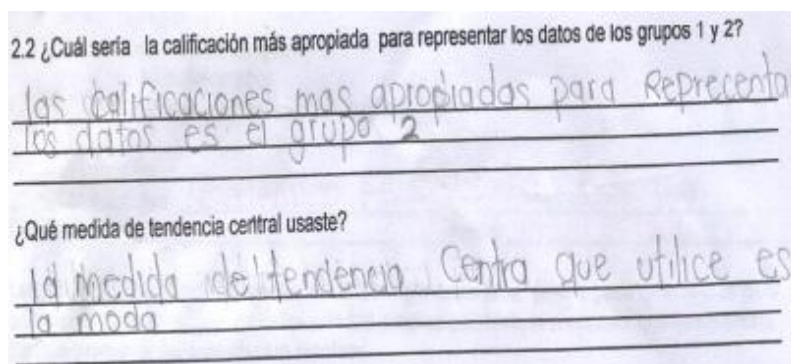 2.2 ¿Cuál sería la calificación más apropiada para representar los datos de los grupos 1 y 2?
las calificaciones mas apropiadas para Reprecenta
los datos es el grupo 2
¿Qué medida de tendencia central usaste?
la medida de tendencia Centra que utilice es
la moda